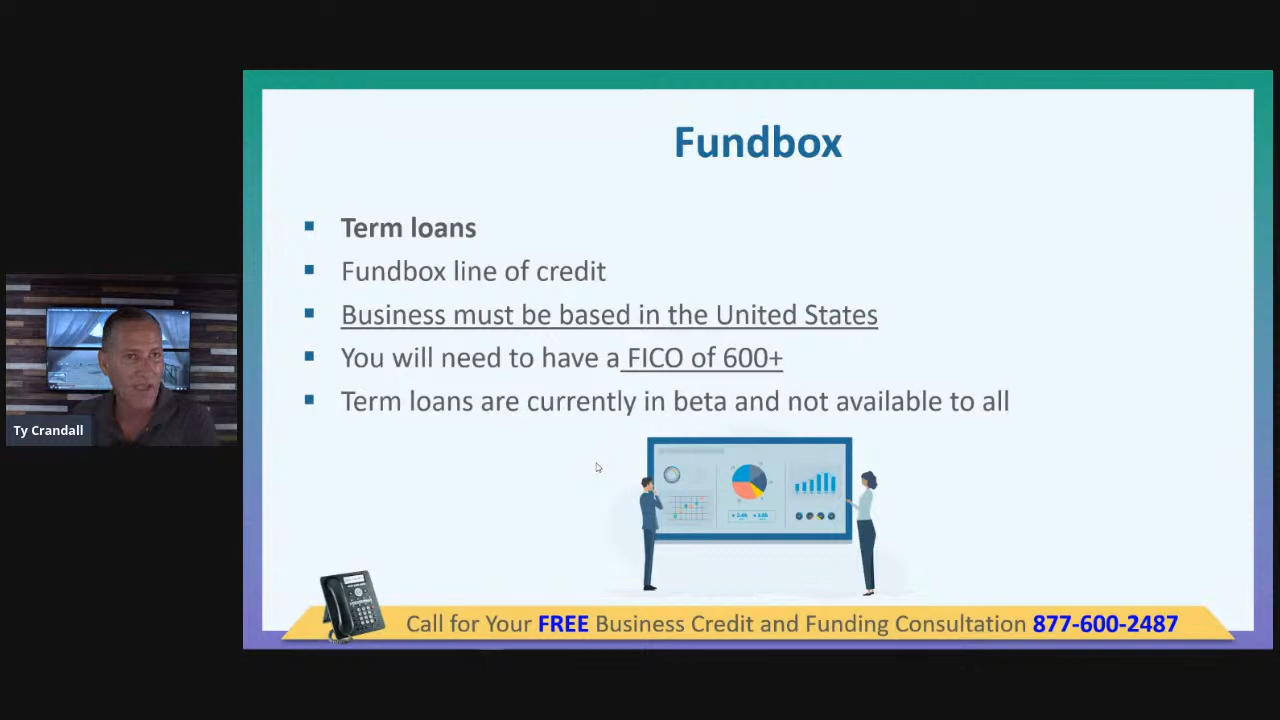 Fundbox
Term loans
Fundbox line of credit
Business must be based in the United States
You will need to have a FICO of 600+
Term loans are currently in beta and not available to all
Ty Crandall
Call for Your FREE Business Credit and Funding Consultation 877-600-2487